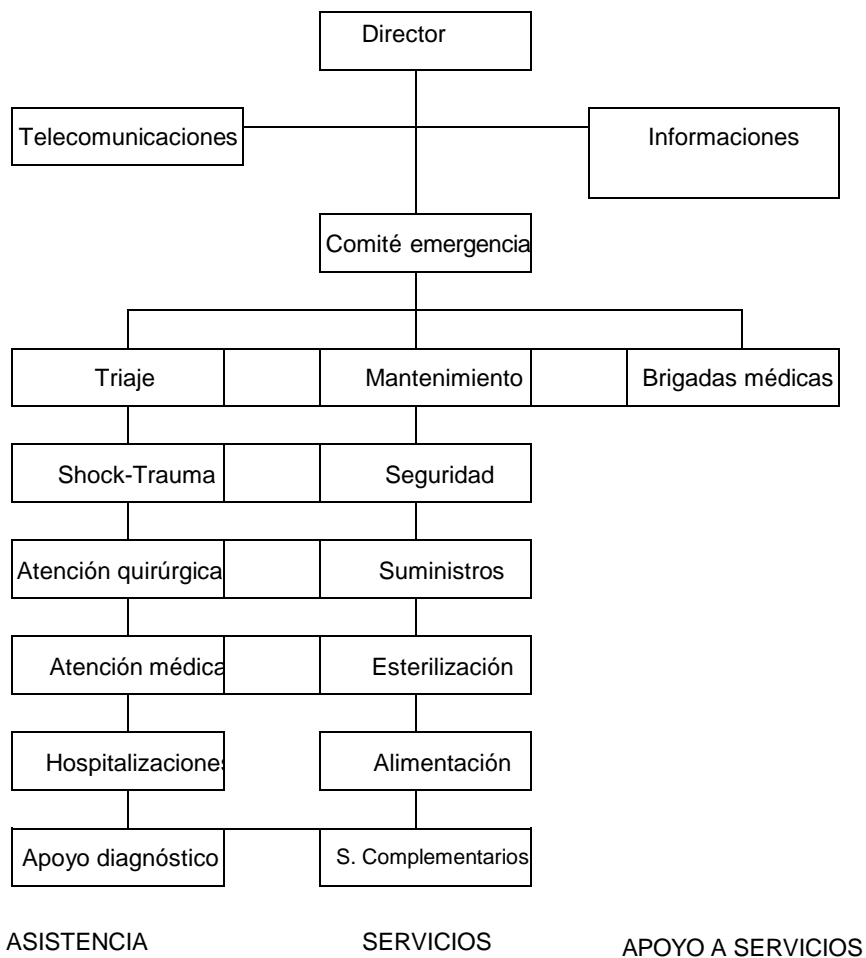 Director
Telecomunicaciones
Informaciones
Comité emergencia
Triaje
Mantenimiento
Brigadas médicas
Shock-Trauma
Seguridad
Atención quirúrgica
Suministros
Atención médica
Esterilización
Hospitalizaciones
Alimentación
Apoyo diagnóstico
S. Complementarios
ASISTENCIA
SERVICIOS
APOYO A SERVICIOS